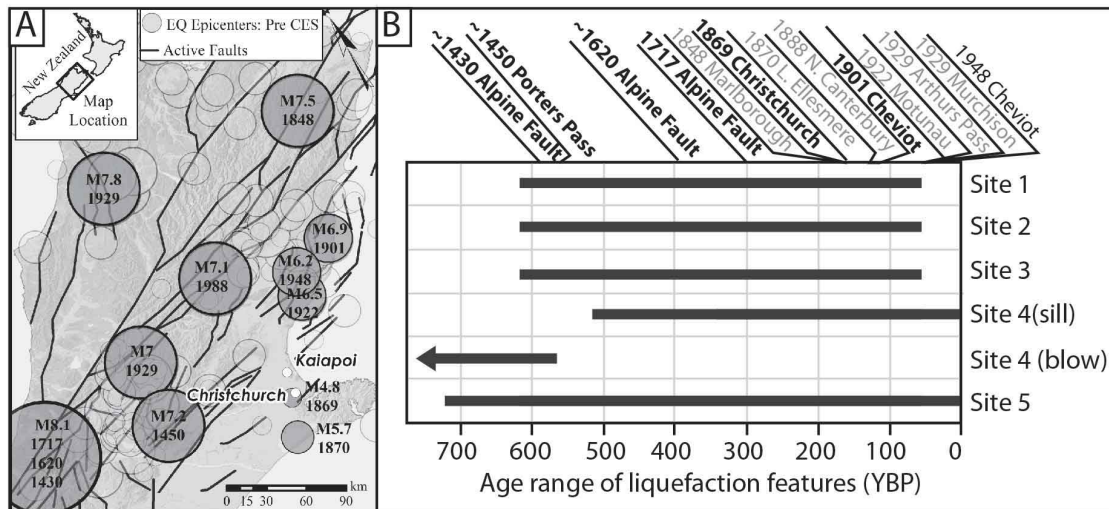 A
EQ Epicenters: Pre CES
Active Faults
New Zealand
Map
Location
M7.5
1848
M7.8
1929
M6.9
1901
M6.2
1948
M6.5
1922
M7.1
1988
M7
1929
Kaiapoi
Christchurch
M4.8
1869
M7.2
1450
M5.7
1870
M8.1
1717
1620
1430
km
0 15 30 60 90
B
~1430 Alpine Fault
~1450 Porters Pass
~1620 Alpine Fault
1717 Alpine Fault
1848 Marlborough
1869 Christchurch
1870 L. Ellesmere
1888 N. Canterbury
1901 Cheviot
1922 Motunau
1929 Arthurs Pass
1929 Murchison
1948 Cheviot
Site 1
Site 2
Site 3
Site 4(sill)
Site 4 (blow)
Site 5
700 600 500 400 300 200 100 0
Age range of liquefaction features (YBP)